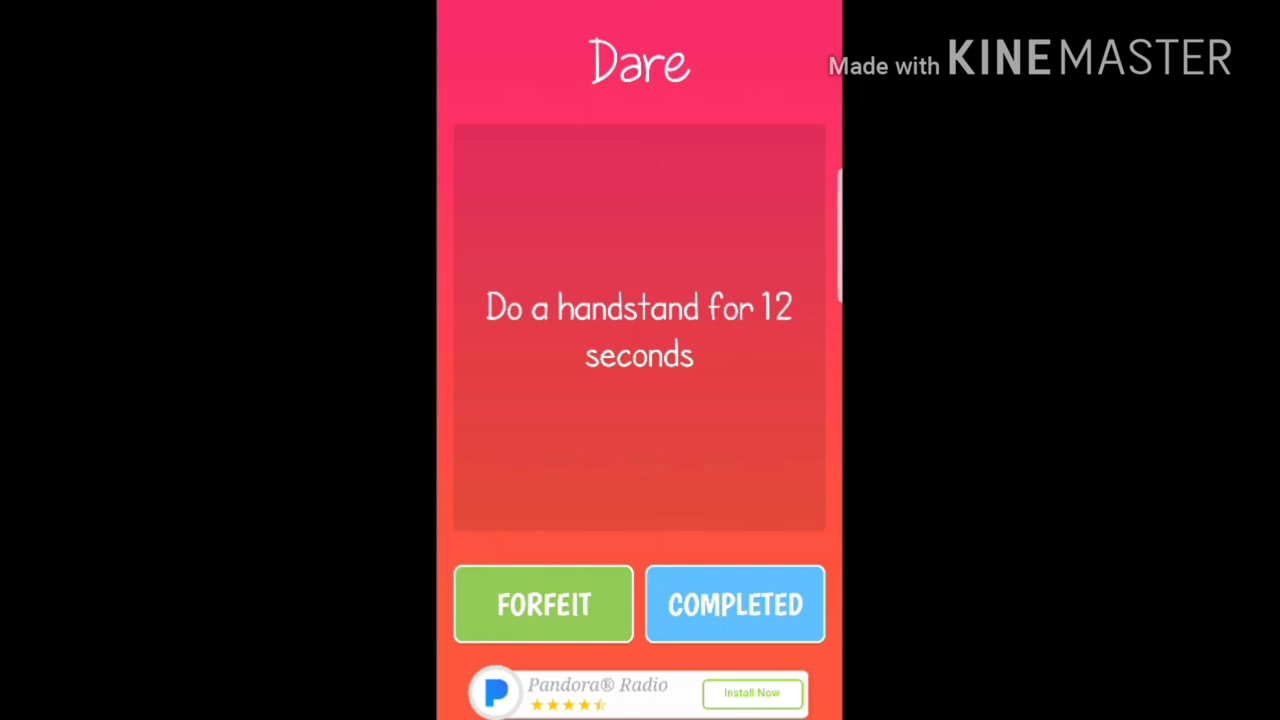 Dare
Made with KINEMASTER
Do a handstand for 12
seconds
FORFEIT
COMPLETED
Pandora® Radio
Install Now